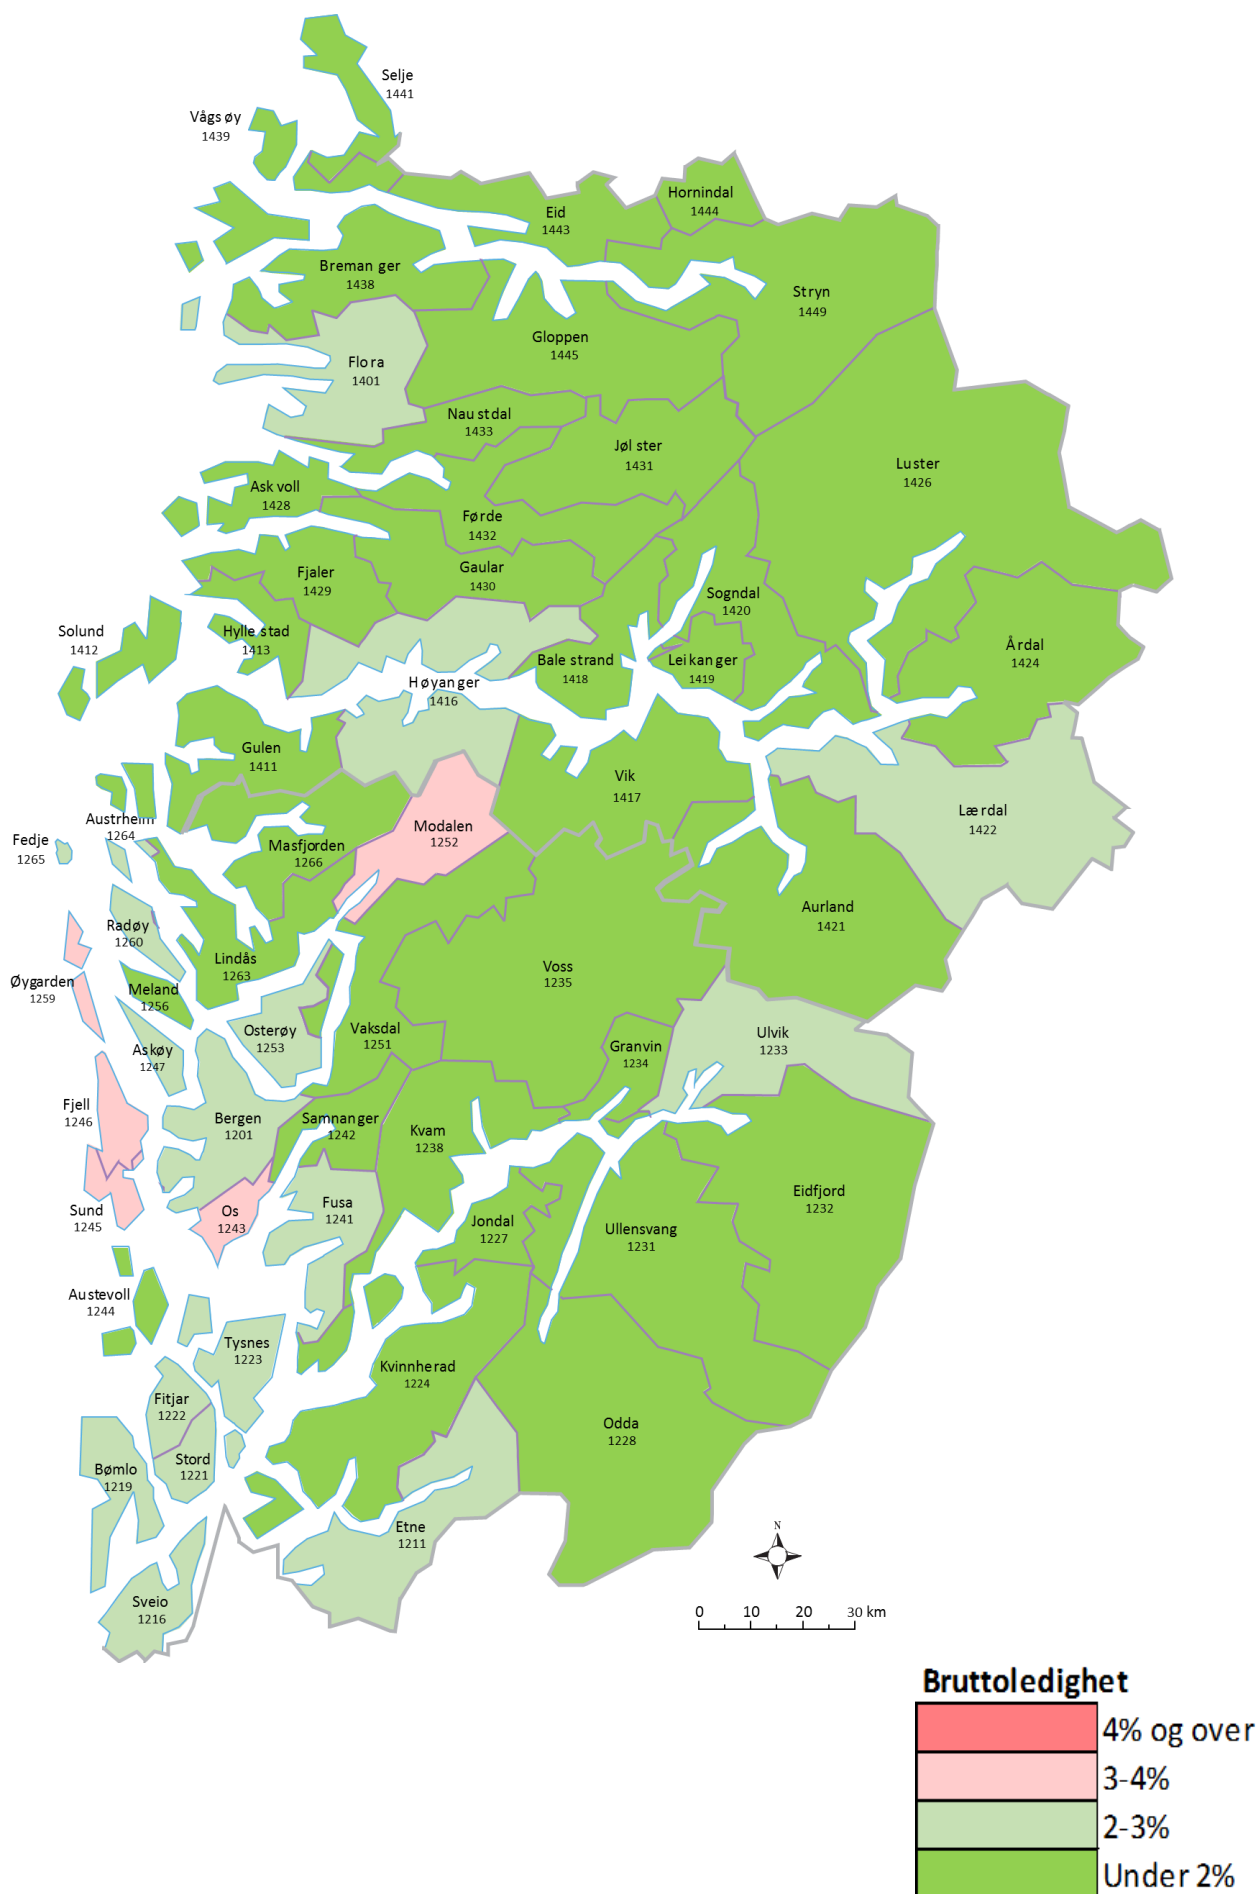 Selje
1441
Vågsøy
1439
Hornindal
1444
Eid
1443
Bremanger
1438
Stryn
1449
Gloppen
1445
Flora
1401
Naustdal
1433
Jølster
1431
Luster
1426
Askvoll
1428
Førde
1432
Gaular
1430
Fjaler
1429
Sogndal
1420
Solund
1412
Hyllestad
1413
Årdal
1424
Balestrand
1418
Leikanger
1419
Høyanger
1416
Gulen
1411
Vik
1417
Lærdal
1422
Austrheim
1264
Modalen
1252
Fedje
1265
Masfjorden
1266
Aurland
1421
Radøy
1260
Lindås
1263
Voss
1235
Øygarden
1259
Meland
1256
Osterøy
1253
Vaksdal
1251
Ulvik
1233
Askøy
1247
Granvin
1234
Fjell
1246
Bergen
1201
Samnanger
1242
Kvam
1238
Eidfjord
1232
Sund
1245
Os
1243
Fusa
1241
Jondal
1227
Ullensvang
1231
Austevoll
1244
Tysnes
1223
Kvinnherad
1224
Fitjar
1222
Odda
1228
Bømlo
1219
Stord
1221
Etne
1211
N
Sveio
1216
0 10 20 30 km
Bruttoledighet
4% og over
3-4%
2-3%
Under 2%